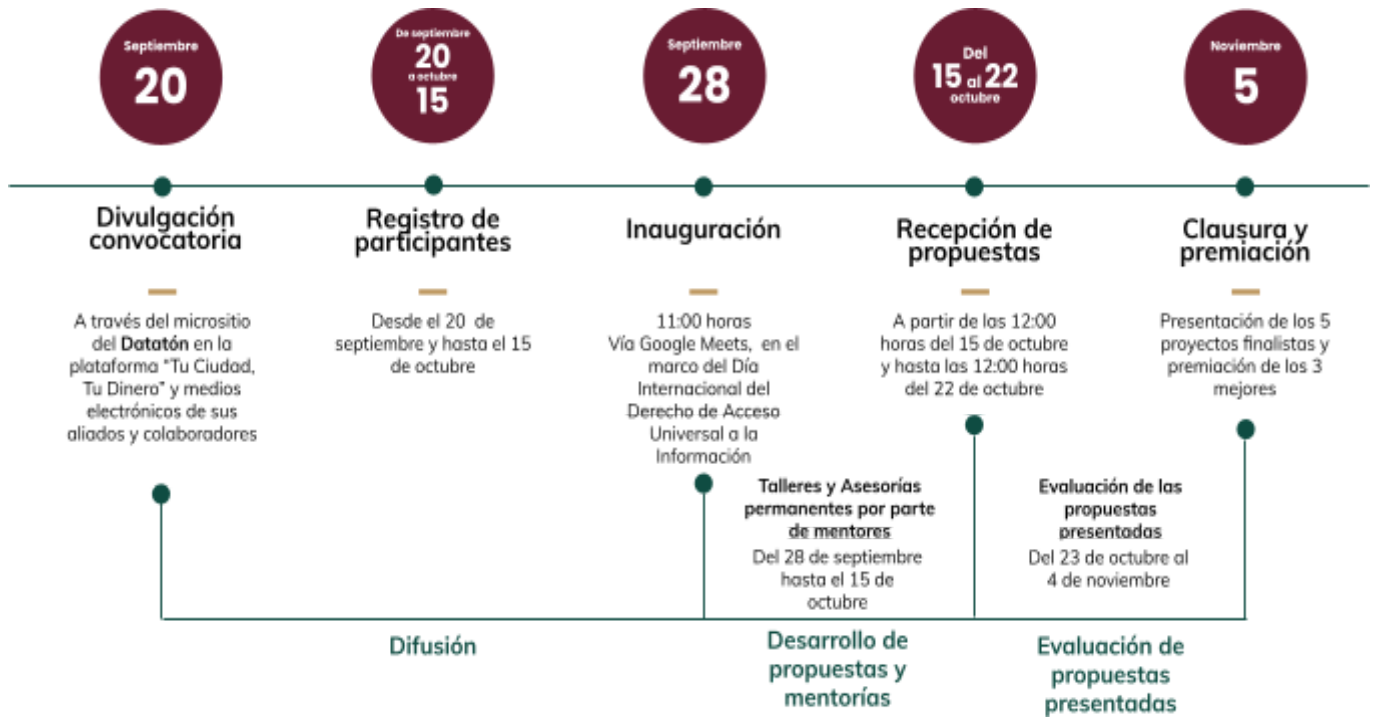 Septiembre
20
De septiembre
20
a octubre
15
Septiembre
28
Del
15 al 22
octubre
Noviembre
5
Divulgación
convocatoria
Registro de
participantes
Inauguración
Recepción de
propuestas
Clausura y
premiación
A través del micrositio
del Datatón en la
plataforma "Tu Ciudad,
Tu Dinero" y medios
electrónicos de sus
aliados y colaboradores
Desde el 20 de
septiembre y hasta el 15
de octubre
11:00 horas
Vía Google Meets, en el
marco del Día
Internacional del
Derecho de Acceso
Universal a la
Información
A partir de las 12:00
horas del 15 de octubre
y hasta las 12:00 horas
del 22 de octubre
Presentación de los 5
proyectos finalistas y
premiación de los 3
mejores
Talleres y Asesorías
permanentes por parte
de mentores
Del 28 de septiembre
hasta el 15 de
octubre
Evaluación de las
propuestas
presentadas
Del 23 de octubre al
4 de noviembre
Difusión
Desarrollo de
propuestas y
mentorías
Evaluación de
propuestas
presentadas